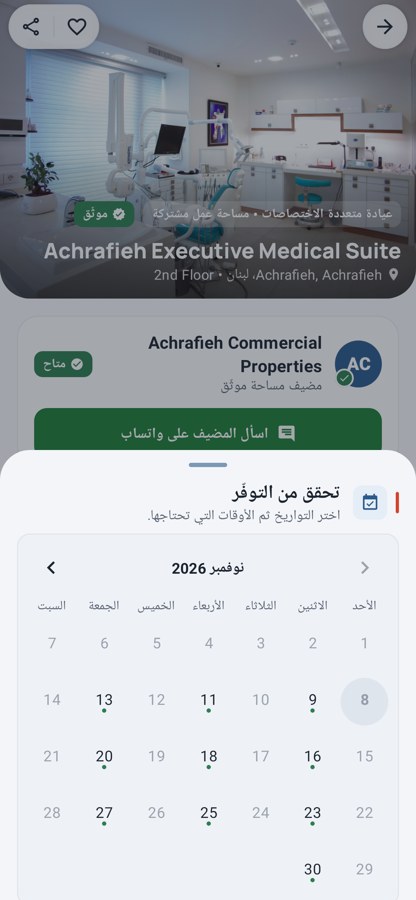 عيادة متعددة الاختصاصات • مساحة عمل مشتركة
موثّق
Achrafieh Executive Medical Suite
Achrafieh, Achrafieh، لبنان • 2nd Floor
Achrafieh Commercial Properties
AC
مضيف مساحة موثّق
متاح
اسأل المضيف على واتساب
تحقق من التوفّر
اختر التواريخ ثم الأوقات التي تحتاجها.
نوفمبر 2026
الأحد الاثنين الثلاثاء الأربعاء الخميس الجمعة السبت
1 2 3 4 5 6 7
8 9 10 11 12 13 14
15 16 17 18 19 20 21
22 23 24 25 26 27 28
29 30